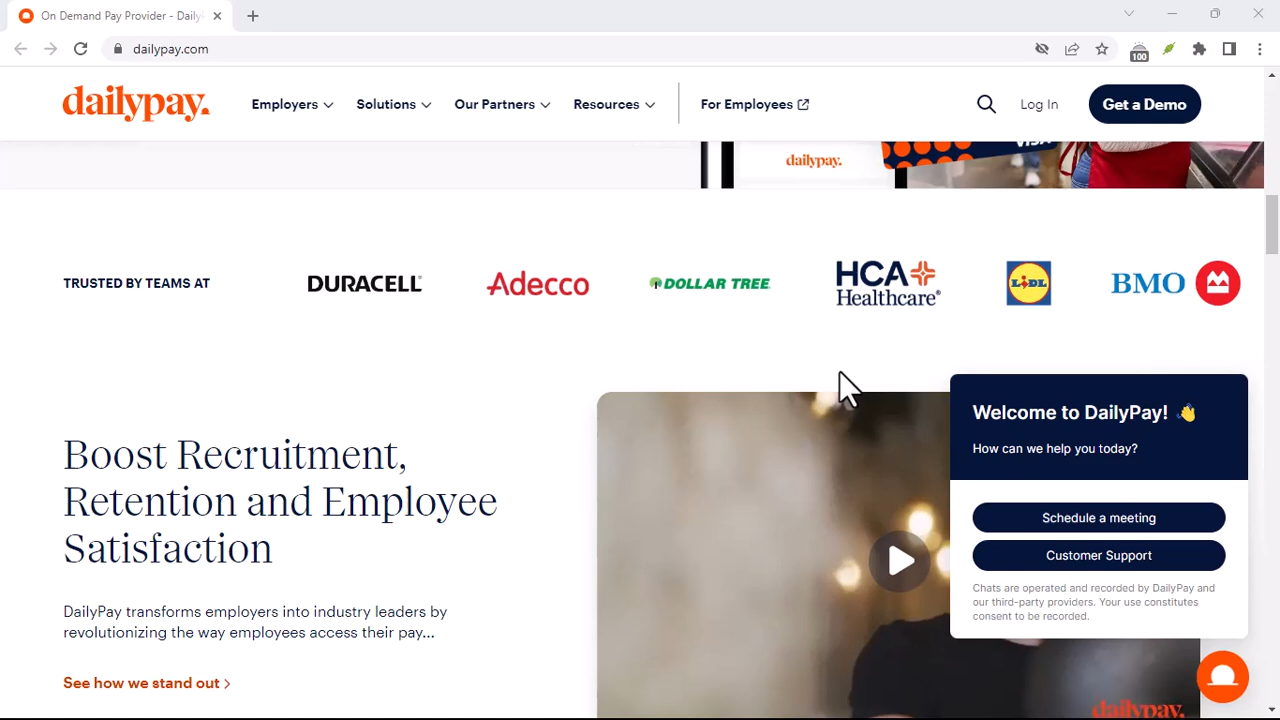 On Demand Pay Provider - Daily
dailypay.com
100
dailypay.
Employers
Solutions
Our Partners
Resources
For Employees
Log In
Get a Demo
dailypay.
VISA
TRUSTED BY TEAMS AT
DURACELL
Adecco
DOLLAR TREE
HCA
Healthcare®
LIDL
BMO
Boost Recruitment,
Retention and Employee
Satisfaction
DailyPay transforms employers into industry leaders by
revolutionizing the way employees access their pay...
See how we stand out >
Welcome to DailyPay! 👋
How can we help you today?
Schedule a meeting
Customer Support
Chats are operated and recorded by DailyPay and
our third-party providers. Your use constitutes
consent to be recorded.
dailypay.